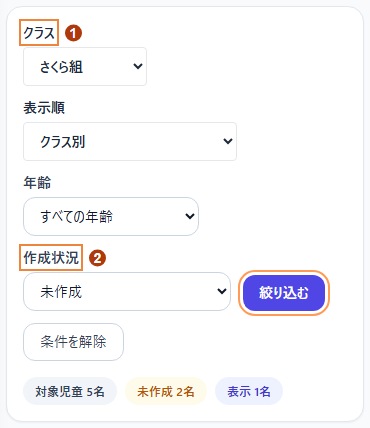 クラス 1
さくら組
表示順
クラス別
年齢
すべての年齢
作成状況 2
未作成 絞り込む
条件を解除
対象児童 5名 未作成 2名 表示 1名